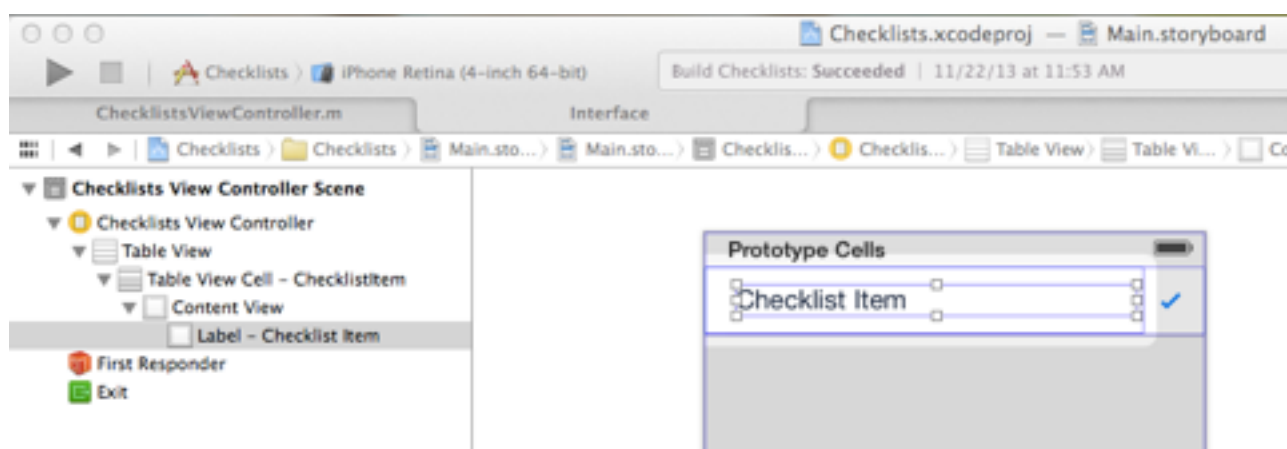 Checklists.xcodeproj — Main.storyboard
Checklists 〉 iPhone Retina (4-inch 64-bit)
Build Checklists: Succeeded | 11/22/13 at 11:53 AM
ChecklistsViewController.m
Interface
Checklists 〉 Checklists 〉 Main.sto...〉 Main.sto...〉 Checklis...〉 Checklis...〉 Table View〉 Table Vi...〉 Co
Checklists View Controller Scene
Checklists View Controller
Table View
Table View Cell – ChecklistItem
Content View
Label – Checklist Item
First Responder
Exit
Prototype Cells
Checklist Item